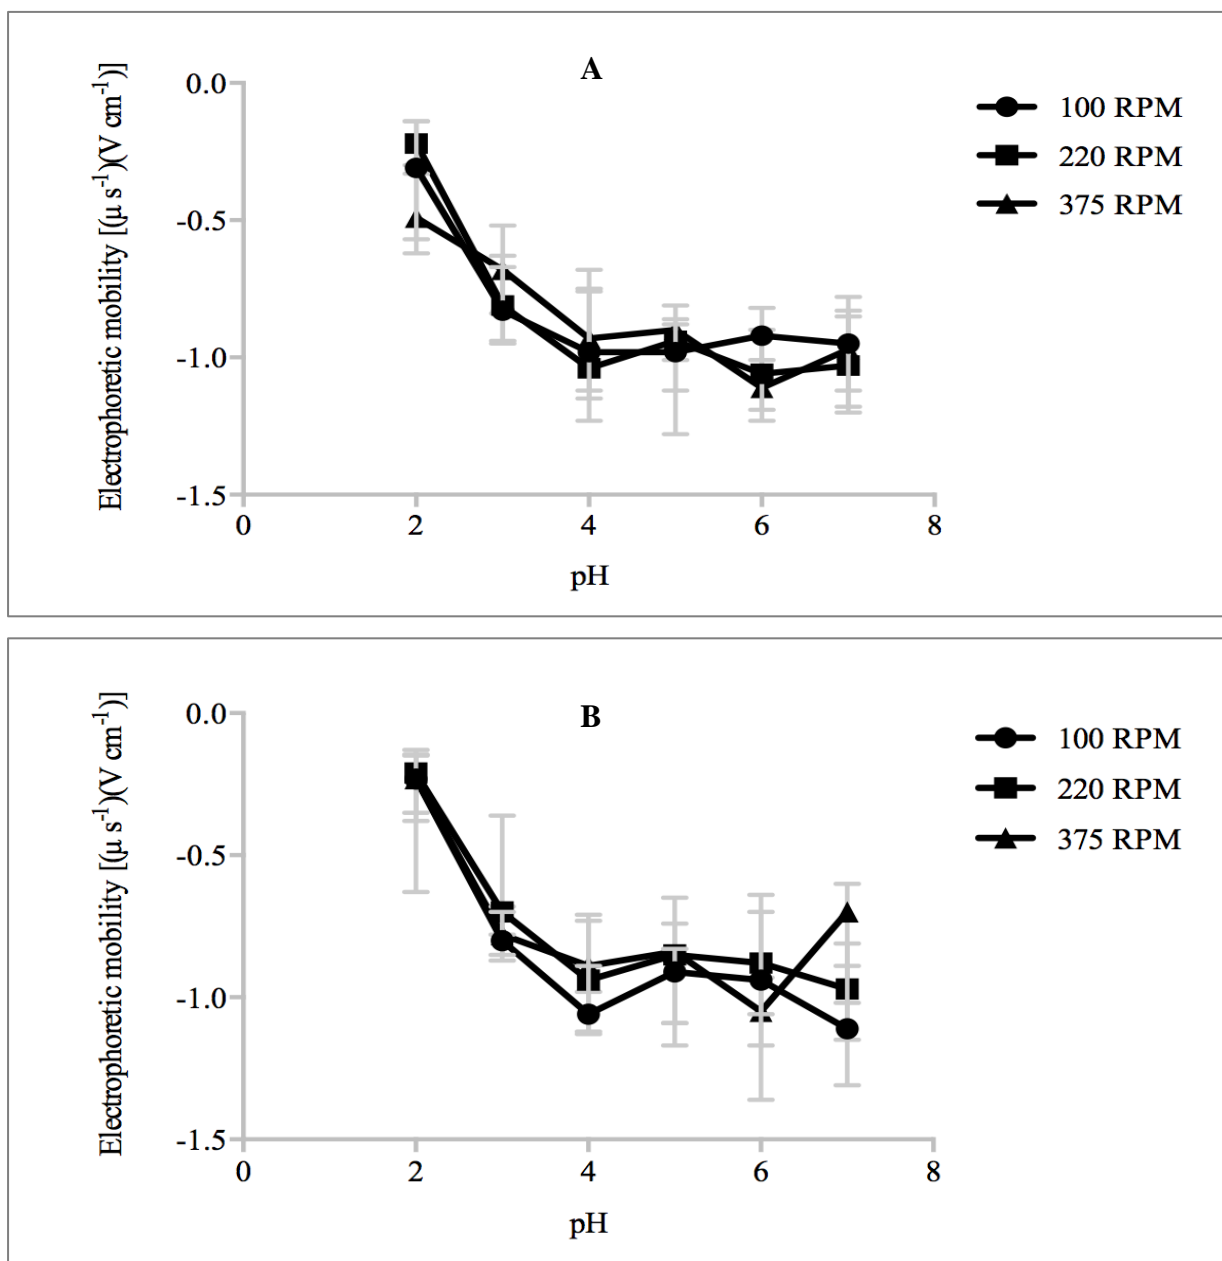 A
Electrophoretic mobility [(µ s⁻¹)(V cm⁻¹)]
0.0
-0.5
-1.0
-1.5
0 2 4 6 8
pH
100 RPM
220 RPM
375 RPM
B
Electrophoretic mobility [(µ s⁻¹)(V cm⁻¹)]
0.0
-0.5
-1.0
-1.5
0 2 4 6 8
pH
100 RPM
220 RPM
375 RPM